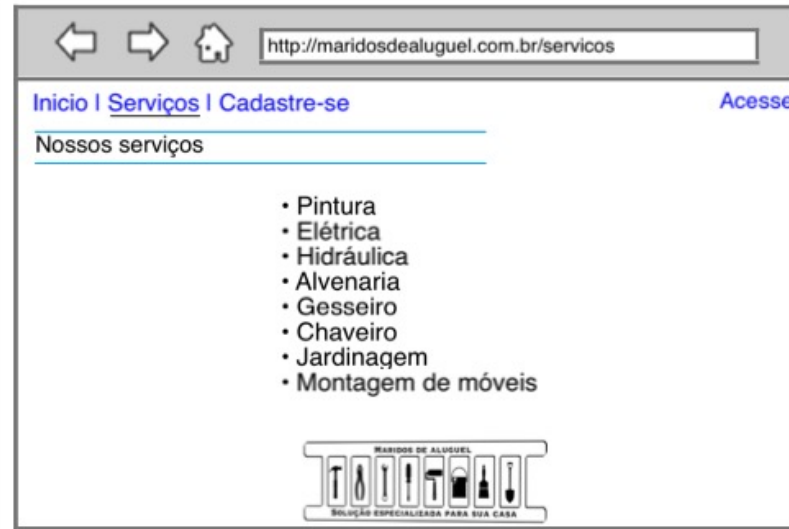 http://maridosdealuguel.com.br/servicos
Inicio | Serviços | Cadastre-se Acesse
Nossos serviços
• Pintura
• Elétrica
• Hidráulica
• Alvenaria
• Gesseiro
• Chaveiro
• Jardinagem
• Montagem de móveis
MARIDOS DE ALUGUEL
SOLUÇÃO ESPECIALIZADA PARA SUA CASA